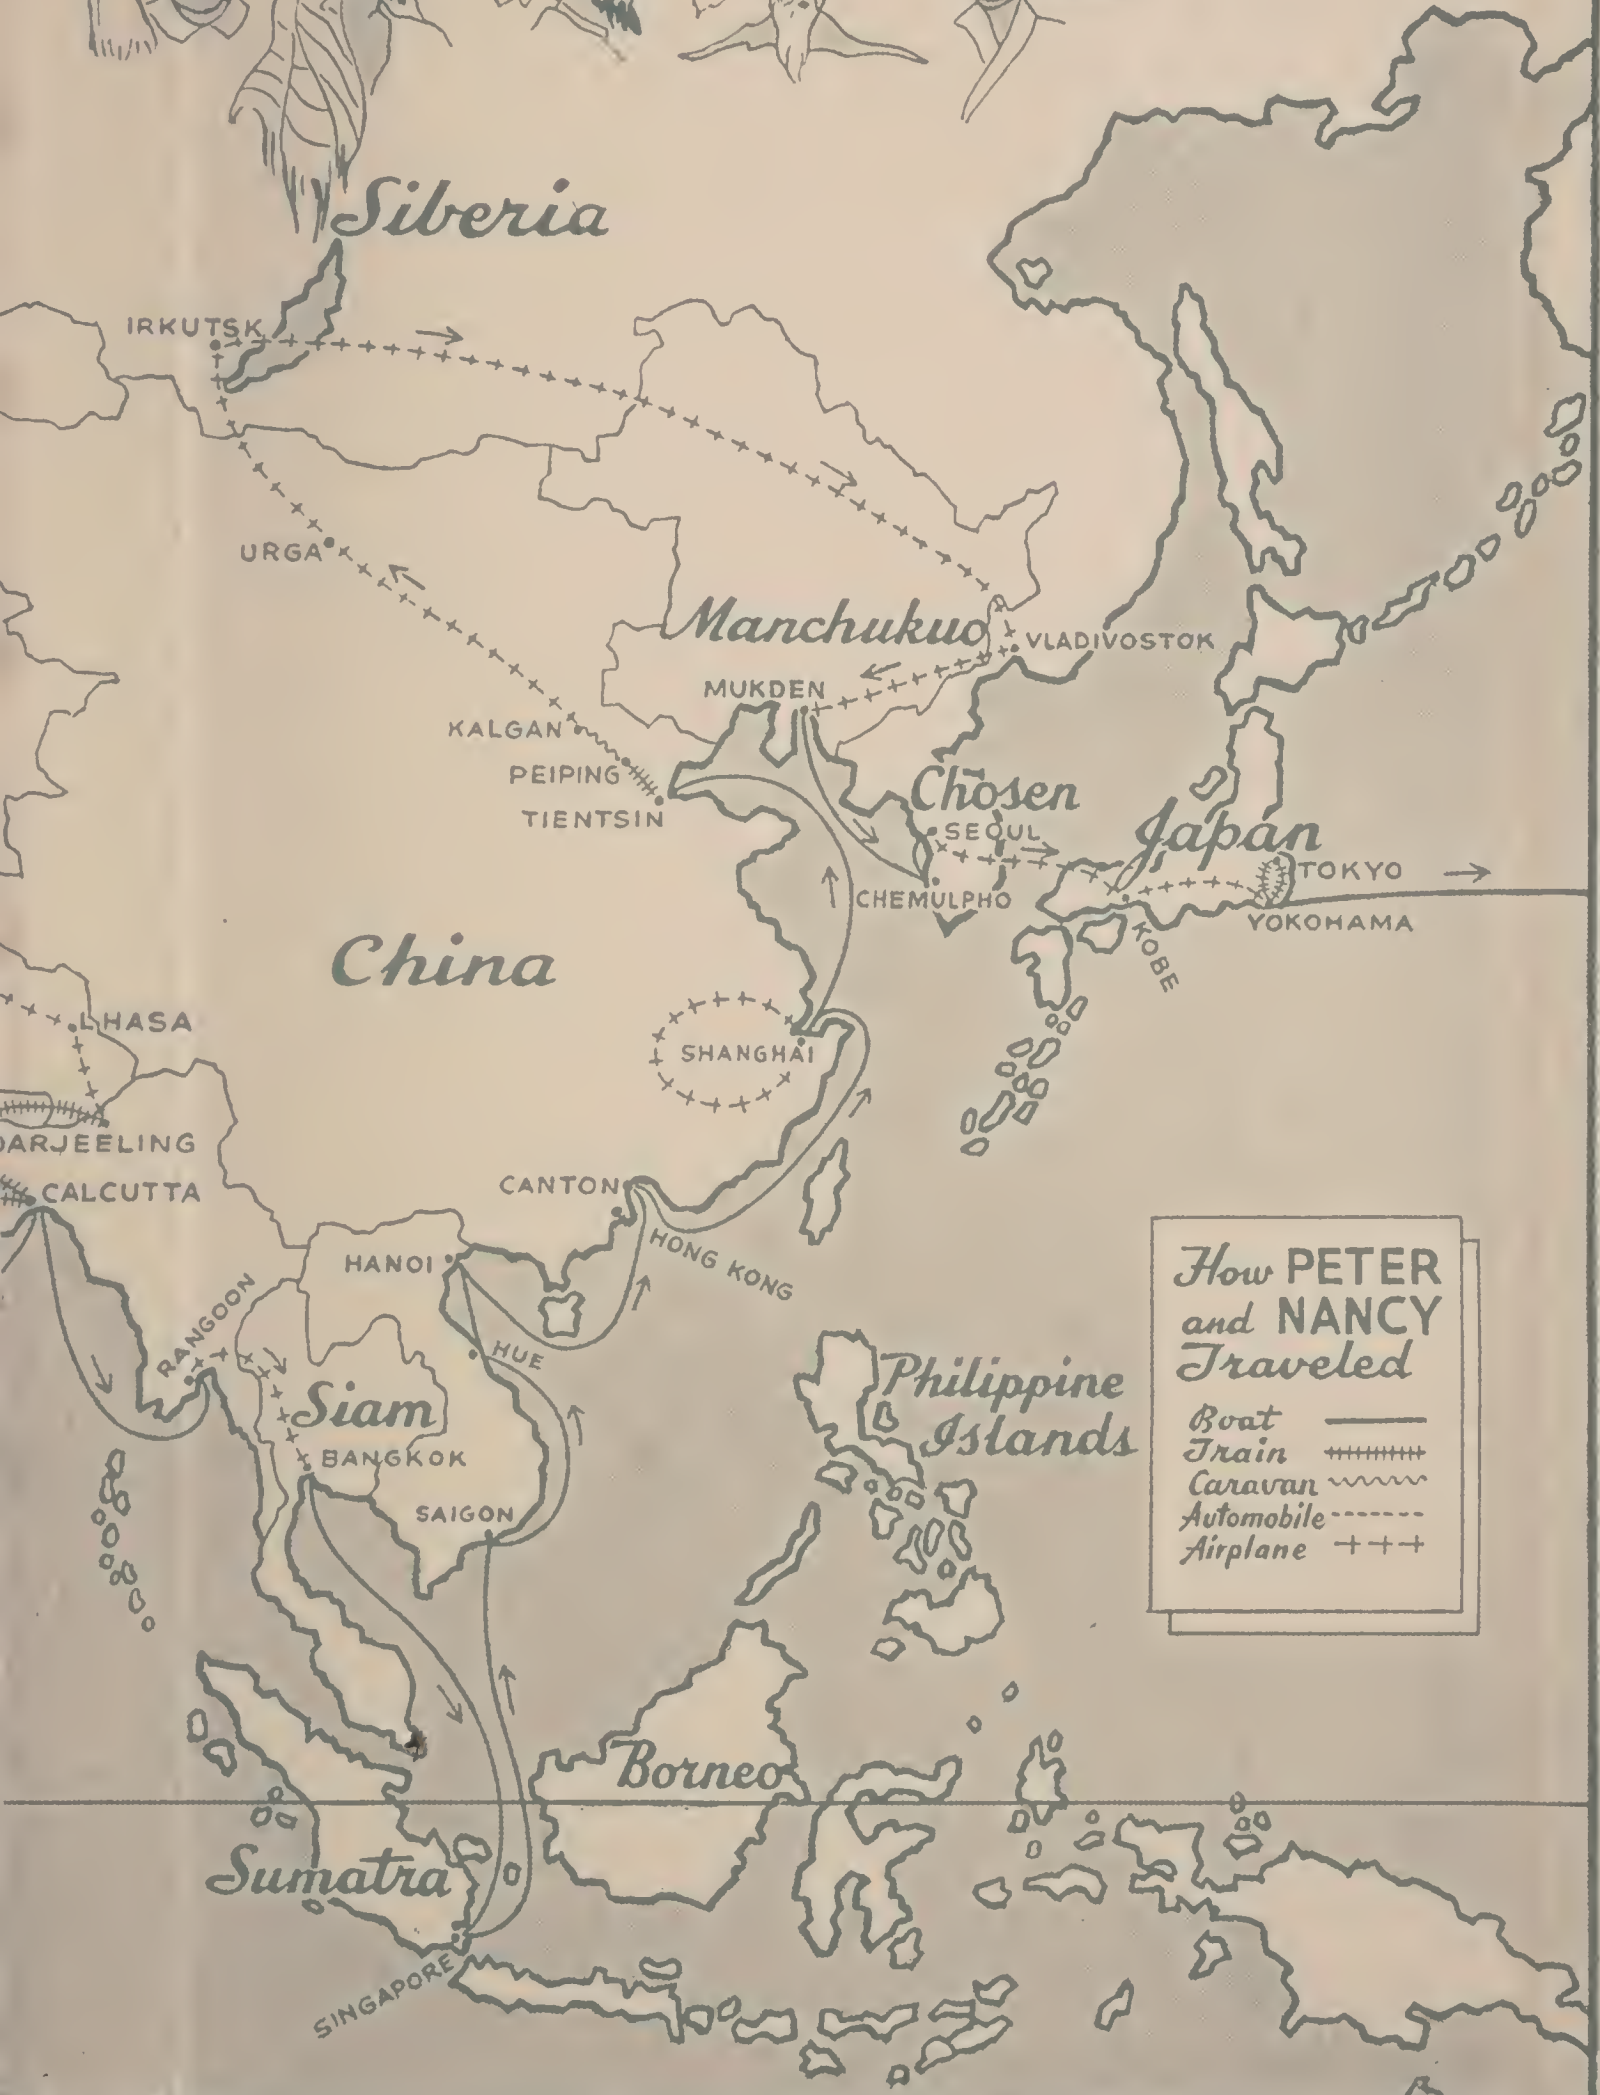 Siberia
IRKUTSK
URGA
Manchukuo
VLADIVOSTOK
MUKDEN
KALGAN
PEIPING
TIENTSIN
Chōsen
SEOUL
Japan
TOKYO
CHEMULPHO
YOKOHAMA
KOBE
China
LHASA
SHANGHAI
DARJEELING
CALCUTTA
CANTON
HONG KONG
HANOI
RANGOON
HUE
Siam
BANGKOK
SAIGON
Philippine
Islands
How PETER
and NANCY
Traveled
Boat
Train
Caravan
Automobile
Airplane
Borneo
Sumatra
SINGAPORE